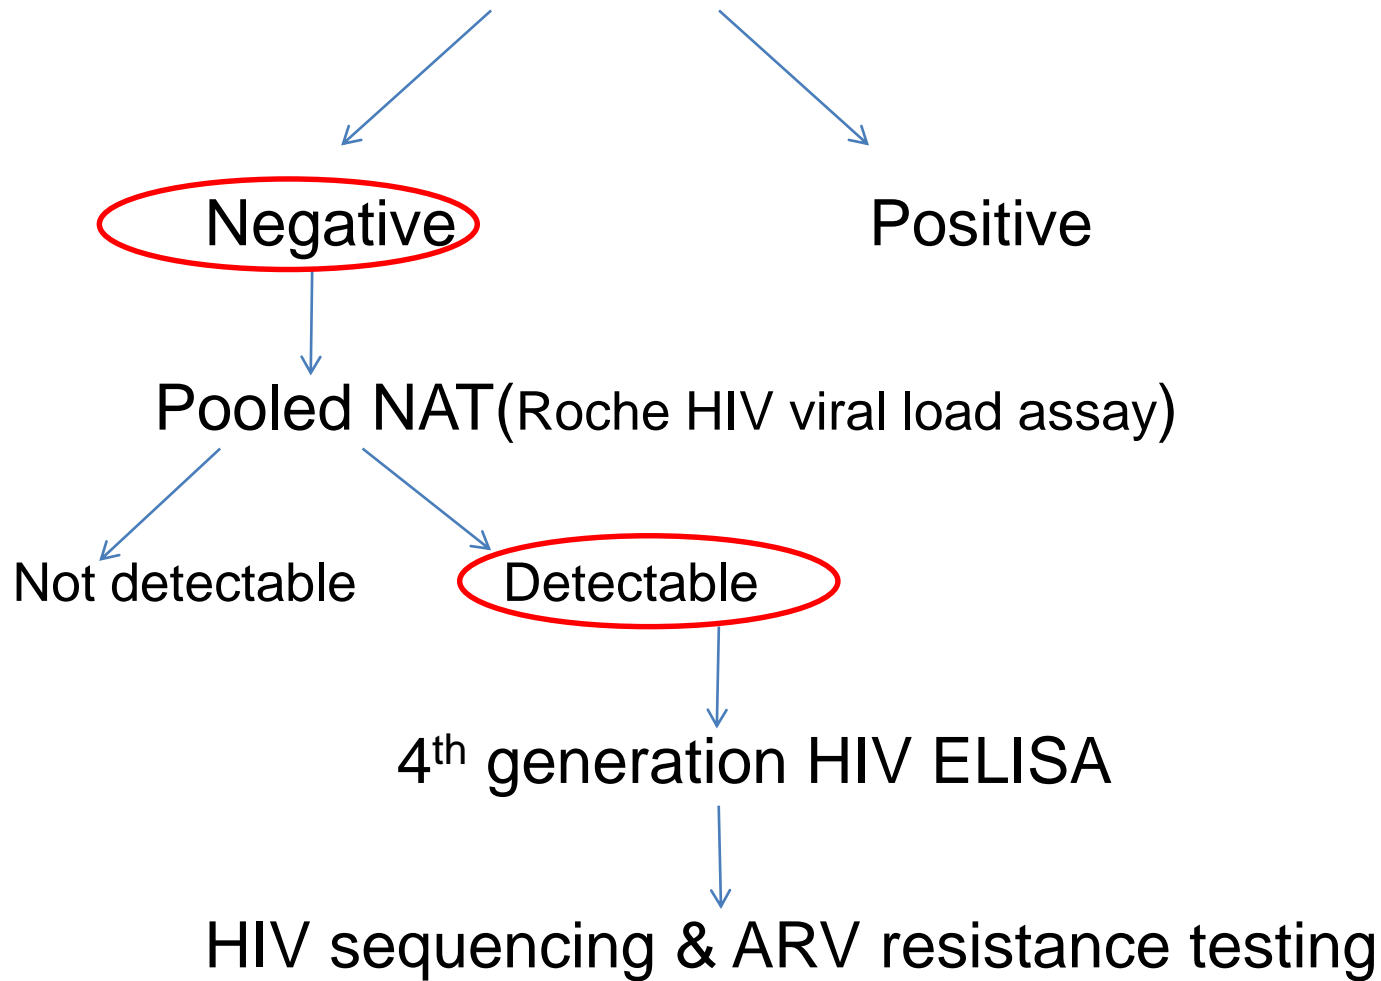 Negative
Positive
Pooled NAT(Roche HIV viral load assay)
Not detectable
Detectable
4th generation HIV ELISA
HIV sequencing & ARV resistance testing